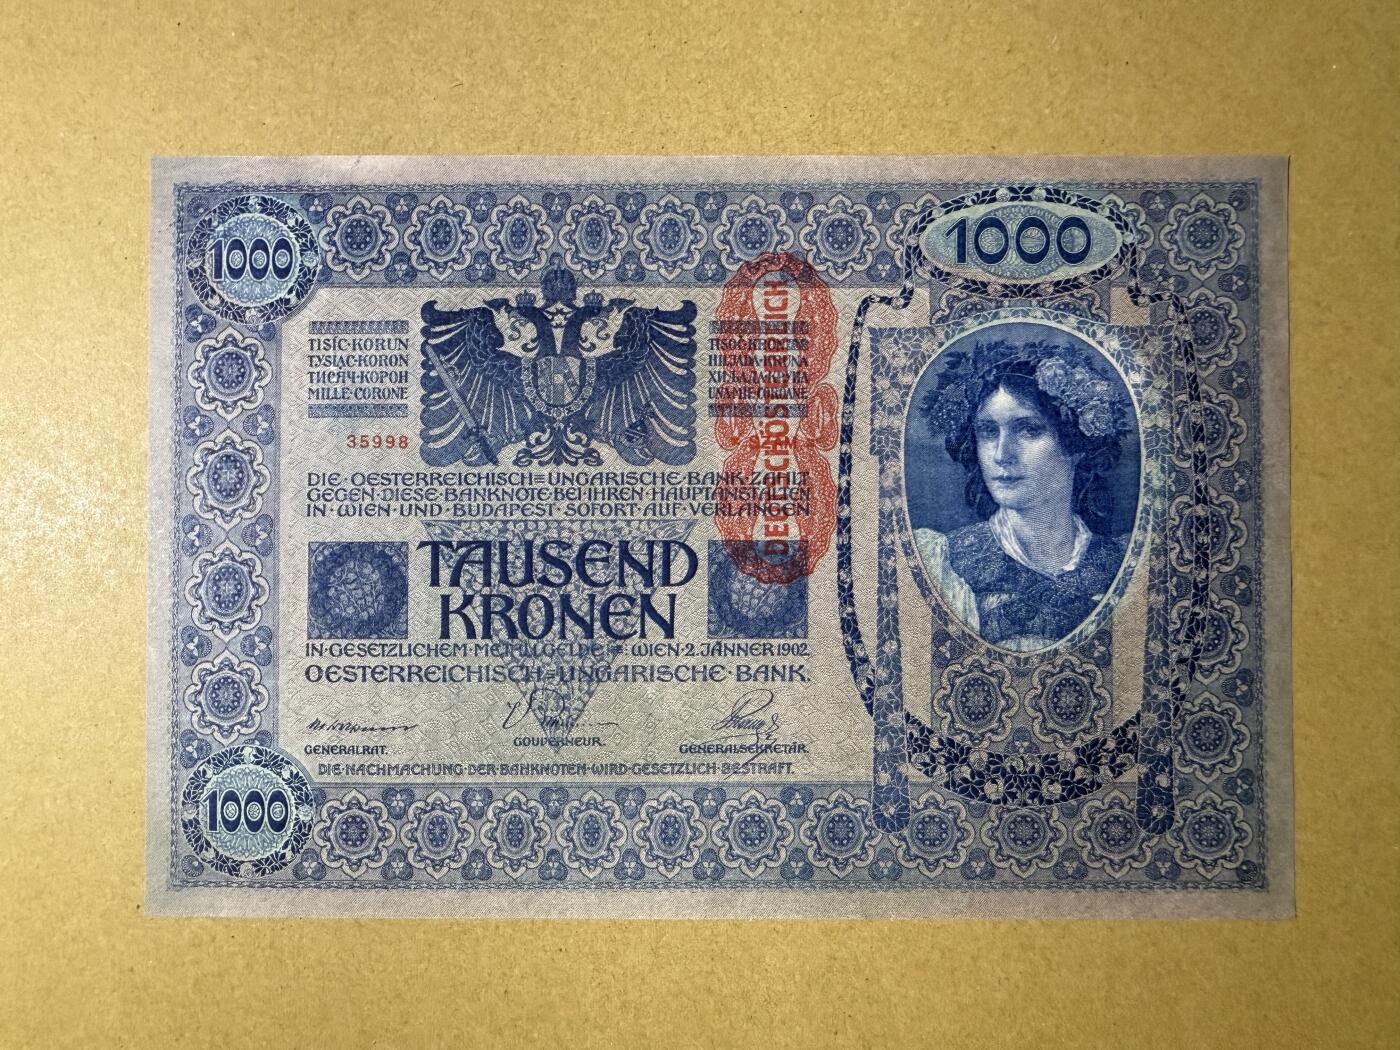 1000
1000
TISÍC·KORUN
TYSIĄC·KORON
ТИСЯЧ·КОРОН
MILLE·CORONE
TISOČ·KRON
HILJADA·KRUNA
ХИЉАДА·КРУНА
UNA·MIE·COROANE
35998
DEUTSCHÖSTERREICH
DIE·OESTERREICHISCH=UNGARISCHE·BANK·ZAHLT
GEGEN·DIESE·BANKNOTE·BEI·IHREN·HAUPTANSTALTEN
IN·WIEN·UND·BUDAPEST·SOFORT·AUF·VERLANGEN
TAUSEND
KRONEN
IN·GESETZLICHEM·METALLGELDE=WIEN·2.JÄNNER 1902
OESTERREICHISCH=UNGARISCHE·BANK.
GENERALRAT.
GOUVERNEUR.
GENERALSEKRETÄR.
DIE·NACHMACHUNG·DER·BANKNOTEN·WIRD·GESETZLICH·BESTRAFT.
1000